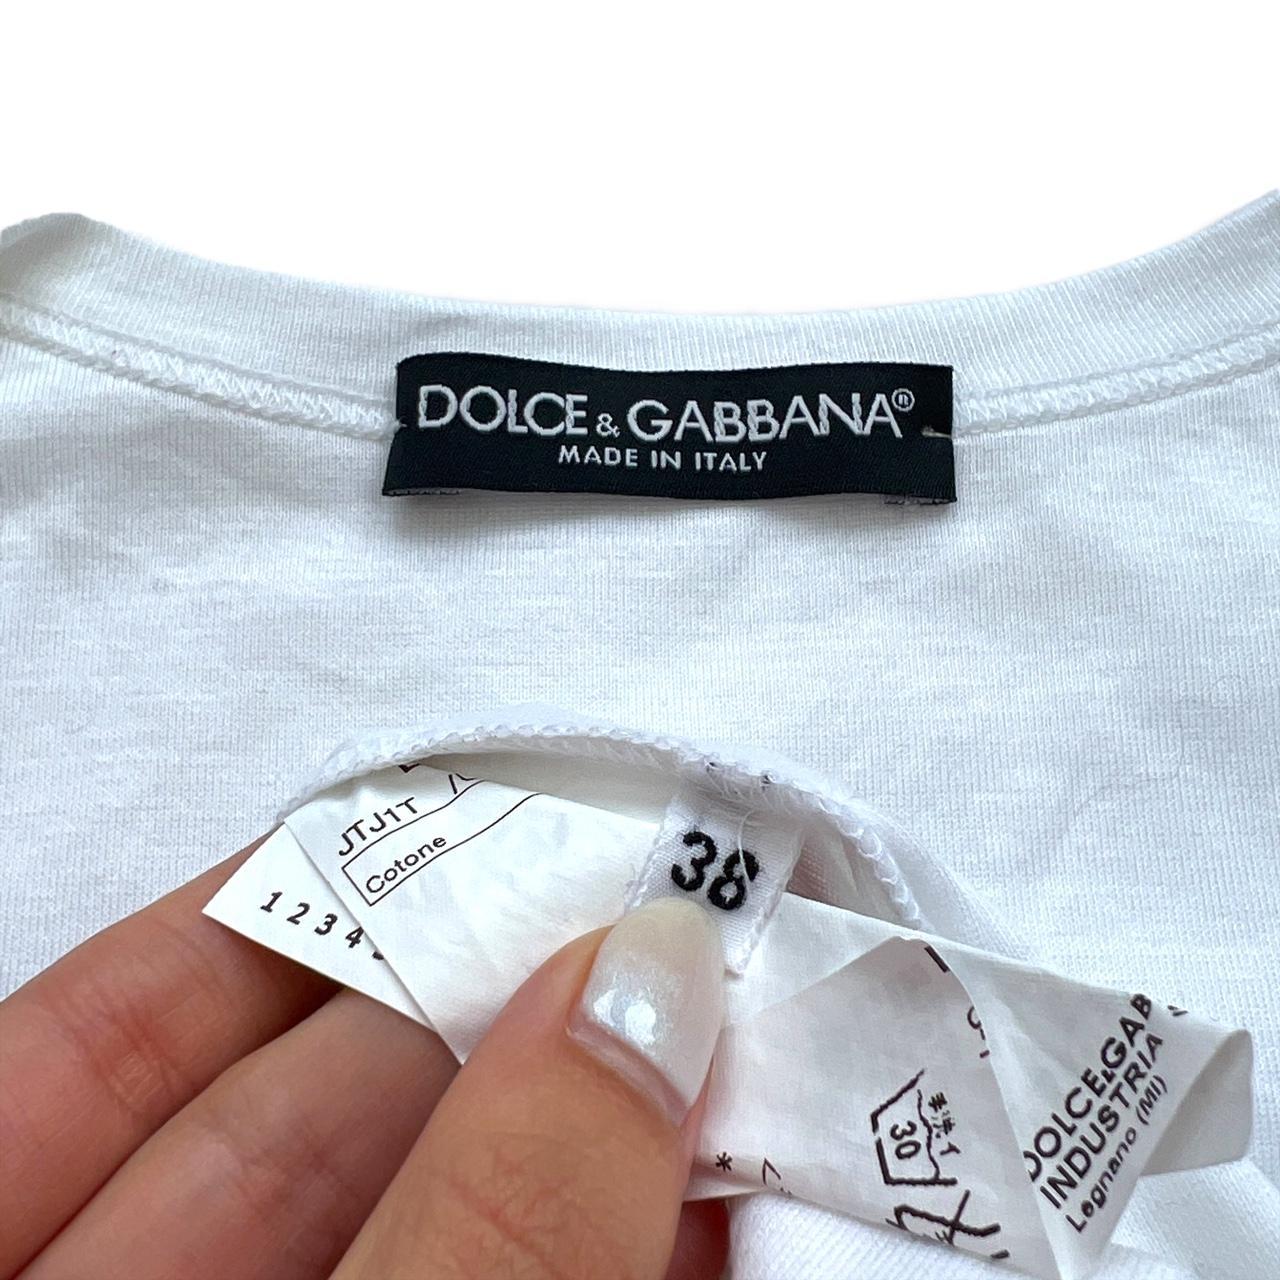 DOLCE & GABBANA®
MADE IN ITALY
JTJ1T
Cotone
1234
38
30
DOLCE&GAB
INDUSTRIA
Legnano (MI)